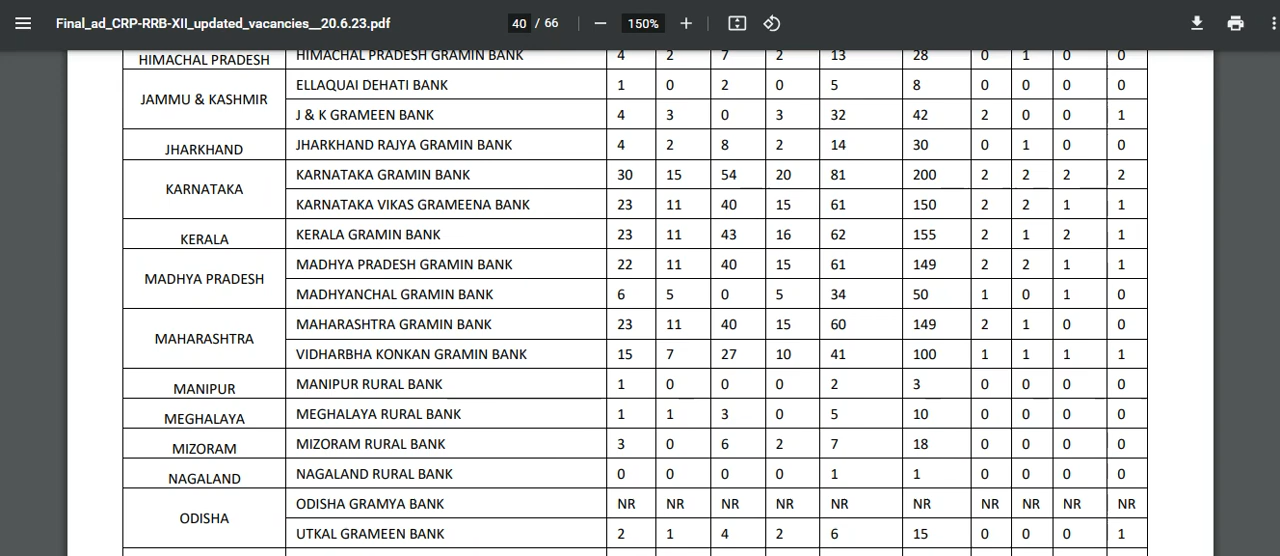 Final_ad_CRP-RRB-XII_updated_vacancies__20.6.23.pdf 40 / 66 150%
HIMACHAL PRADESH HIMACHAL PRADESH GRAMIN BANK 4 2 7 2 13 28 0 1 0 0
JAMMU & KASHMIR ELLAQUAI DEHATI BANK 1 0 2 0 5 8 0 0 0 0
J & K GRAMEEN BANK 4 3 0 3 32 42 2 0 0 1
JHARKHAND JHARKHAND RAJYA GRAMIN BANK 4 2 8 2 14 30 0 1 0 0
KARNATAKA KARNATAKA GRAMIN BANK 30 15 54 20 81 200 2 2 2 2
KARNATAKA VIKAS GRAMEENA BANK 23 11 40 15 61 150 2 2 1 1
KERALA KERALA GRAMIN BANK 23 11 43 16 62 155 2 1 2 1
MADHYA PRADESH MADHYA PRADESH GRAMIN BANK 22 11 40 15 61 149 2 2 1 1
MADHYANCHAL GRAMIN BANK 6 5 0 5 34 50 1 0 1 0
MAHARASHTRA MAHARASHTRA GRAMIN BANK 23 11 40 15 60 149 2 1 0 0
VIDHARBHA KONKAN GRAMIN BANK 15 7 27 10 41 100 1 1 1 1
MANIPUR MANIPUR RURAL BANK 1 0 0 0 2 3 0 0 0 0
MEGHALAYA MEGHALAYA RURAL BANK 1 1 3 0 5 10 0 0 0 0
MIZORAM MIZORAM RURAL BANK 3 0 6 2 7 18 0 0 0 0
NAGALAND NAGALAND RURAL BANK 0 0 0 0 1 1 0 0 0 0
ODISHA ODISHA GRAMYA BANK NR NR NR NR NR NR NR NR NR NR
UTKAL GRAMEEN BANK 2 1 4 2 6 15 0 0 0 1